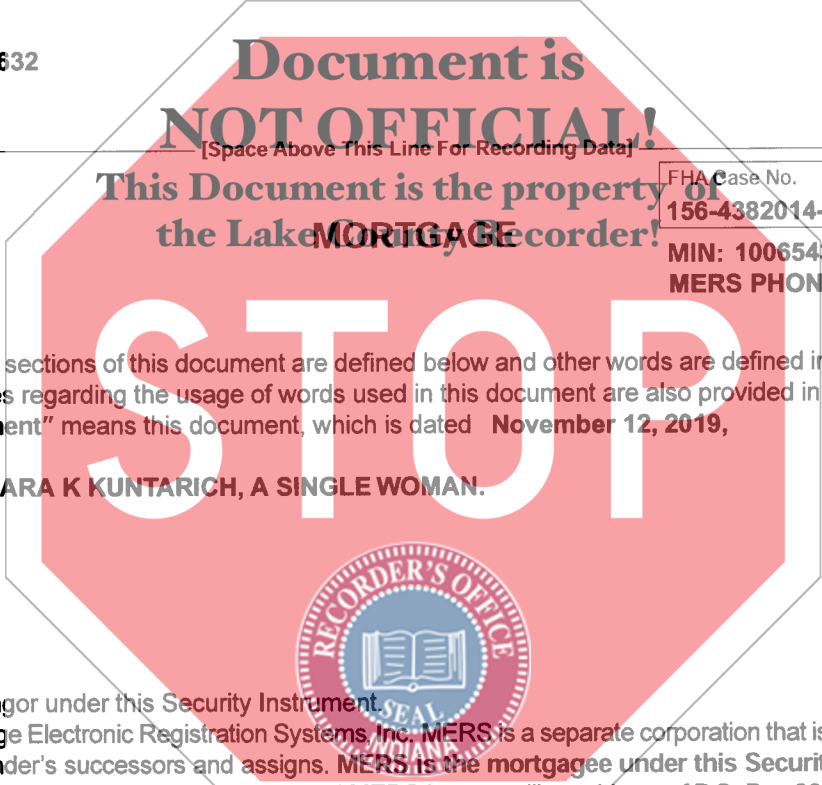 632
Document is
NOT OFFICIAL!
[Space Above This Line For Recording Data]
This Document is the property of
the Lake County Recorder!
MORTGAGE
FHA Case No.
156-4382014-
MIN: 100654
MERS PHON
STOP
sections of this document are defined below and other words are defined in
s regarding the usage of words used in this document are also provided in
ent” means this document, which is dated November 12, 2019,
ARA K KUNTARICH, A SINGLE WOMAN.
RECORDER'S OFFICE
SEAL
INDIANA
gor under this Security Instrument.
ge Electronic Registration Systems, Inc. MERS is a separate corporation that is
der's successors and assigns. MERS is the mortgagee under this Securit